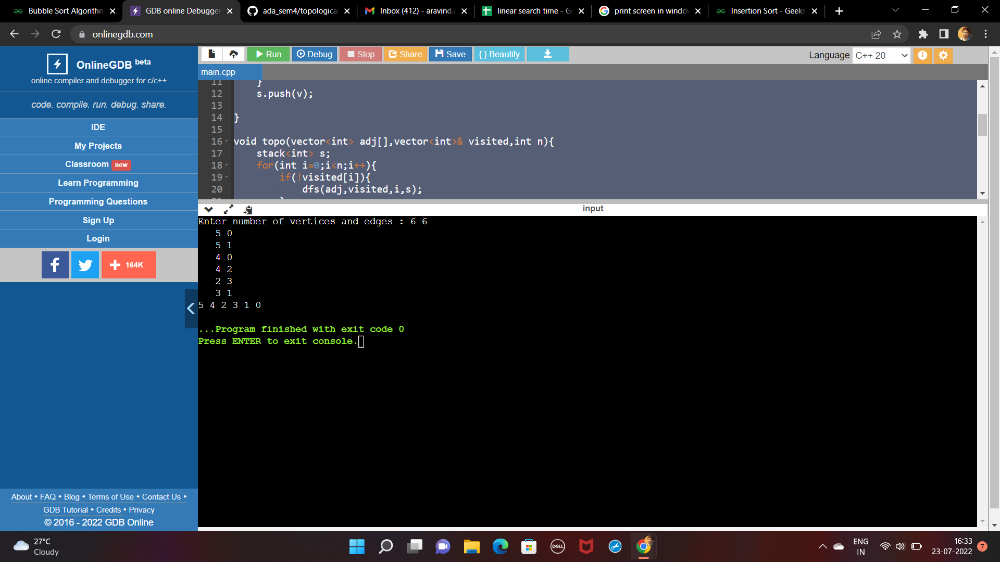 Bubble Sort Algorithm
GDB online Debugger
ada_sem4/topological
Inbox (412) - aravind.
linear search time - Go
print screen in window
Insertion Sort - Geeks
onlinegdb.com
OnlineGDB beta
online compiler and debugger for c/c++
code. compile. run. debug. share.
IDE
My Projects
Classroom new
Learn Programming
Programming Questions
Sign Up
Login
f
+ 164K
About • FAQ • Blog • Terms of Use • Contact Us •
GDB Tutorial • Credits • Privacy
© 2016 - 2022 GDB Online
Run Debug Stop Share Save { } Beautify
Language C++ 20
main.cpp
11 }
12 s.push(v);
13
14 }
15
16 void topo(vector<int> adj[],vector<int>& visited,int n){
17 stack<int> s;
18 for(int i=0;i<n;i++){
19 if(!visited[i]){
20 dfs(adj,visited,i,s);
input
Enter number of vertices and edges : 6 6
5 0
5 1
4 0
4 2
2 3
3 1
5 4 2 3 1 0
...Program finished with exit code 0
Press ENTER to exit console.
27°C
Cloudy
DELL
ENG
IN
16:33
23-07-2022
7